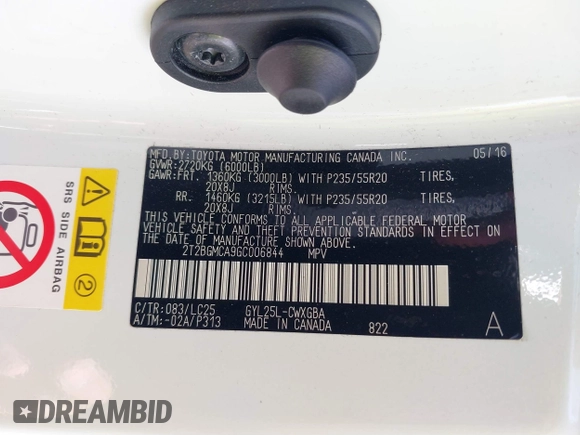 MFD.BY:TOYOTA MOTOR MANUFACTURING CANADA INC. 05/16
GVWR:2720KG (6000LB)
GAWR:FRT. 1360KG (3000LB) WITH P235/55R20 TIRES,
20X8J RIMS.
RR. 1460KG (3215LB) WITH P235/55R20 TIRES,
20X8J RIMS.
THIS VEHICLE CONFORMS TO ALL APPLICABLE FEDERAL MOTOR
VEHICLE SAFETY AND THEFT PREVENTION STANDARDS IN EFFECT ON
THE DATE OF MANUFACTURE SHOWN ABOVE.
2T2BGMCA9GC006844 MPV
C/TR:083/LC25 GYL25L-CWXGBA
A/TM:-02A/P313 MADE IN CANADA 822 A
SRS SIDE AIRBAG
2
$DREAMBID